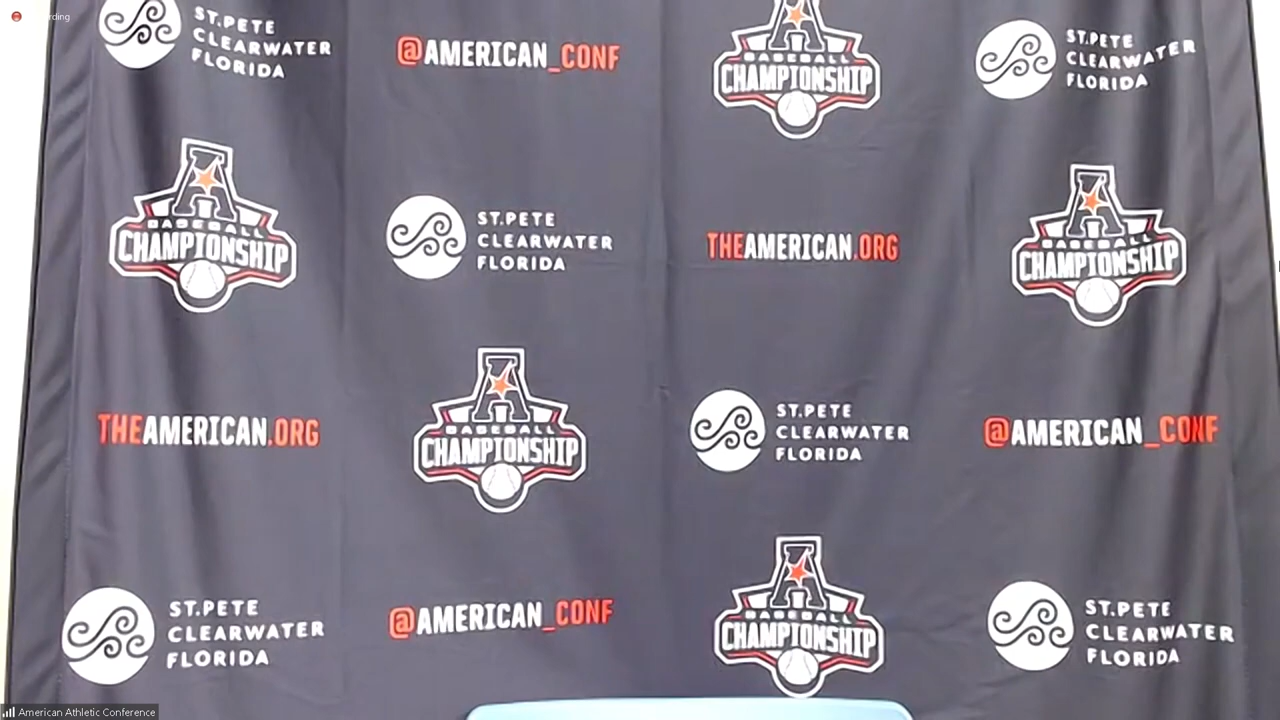 ST.PETE
CLEARWATER
FLORIDA
@AMERICAN_CONF
BASEBALL
CHAMPIONSHIP
ST.PETE
CLEARWATER
FLORIDA
A
BASEBALL
CHAMPIONSHIP
ST.PETE
CLEARWATER
FLORIDA
THEAMERICAN.ORG
A
BASEBALL
CHAMPIONSHIP
THEAMERICAN.ORG
A
BASEBALL
CHAMPIONSHIP
ST.PETE
CLEARWATER
FLORIDA
@AMERICAN_CONF
ST.PETE
CLEARWATER
FLORIDA
@AMERICAN_CONF
A
BASEBALL
CHAMPIONSHIP
ST.PETE
CLEARWATER
FLORIDA
American Athletic Conference